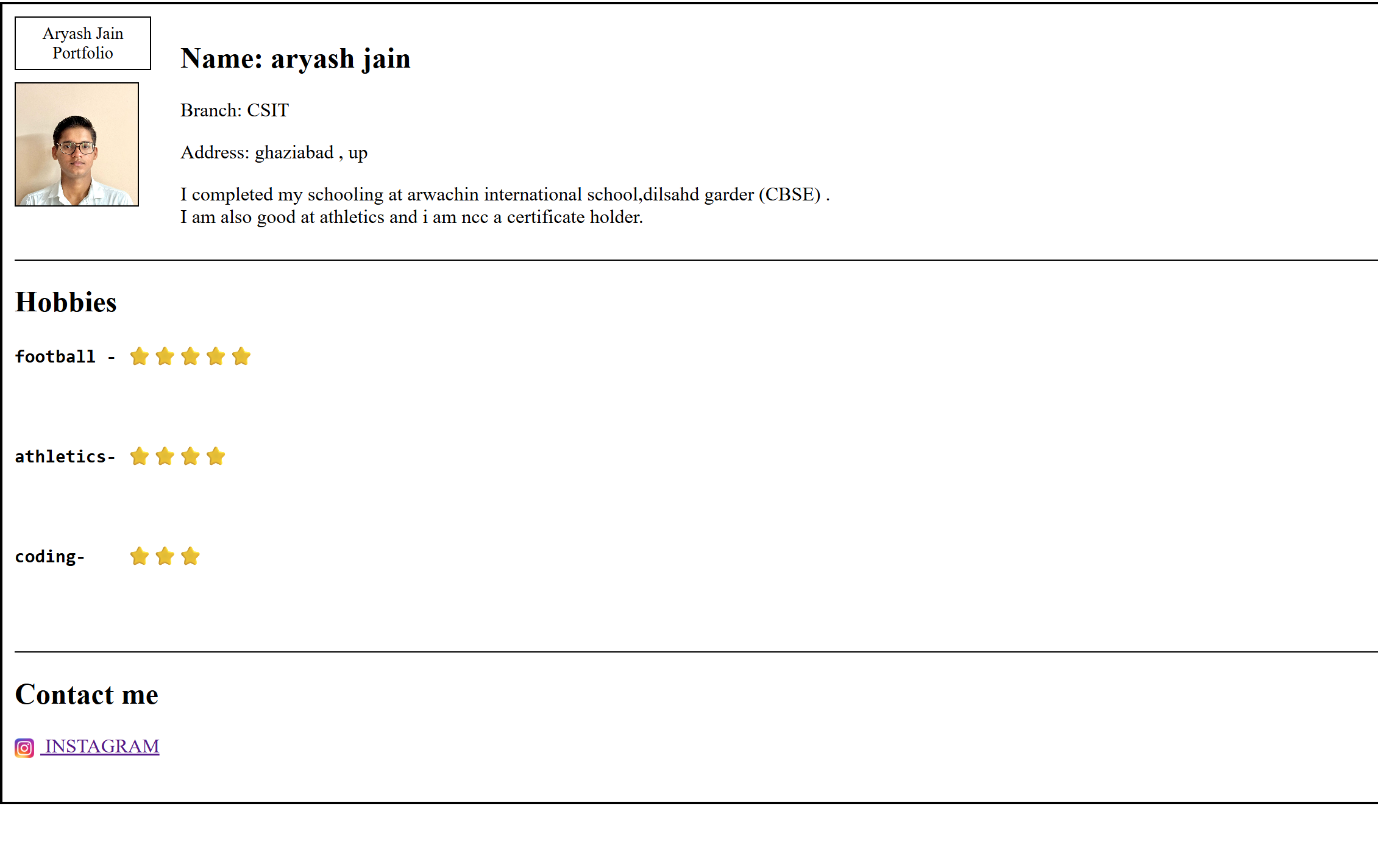 Aryash Jain
Portfolio
Name: aryash jain
Branch: CSIT
Address: ghaziabad , up
I completed my schooling at arwachin international school,dilsahd garder (CBSE) .
I am also good at athletics and i am ncc a certificate holder.
Hobbies
football - ⭐⭐⭐⭐⭐
athletics- ⭐⭐⭐⭐
coding- ⭐⭐⭐
Contact me
INSTAGRAM